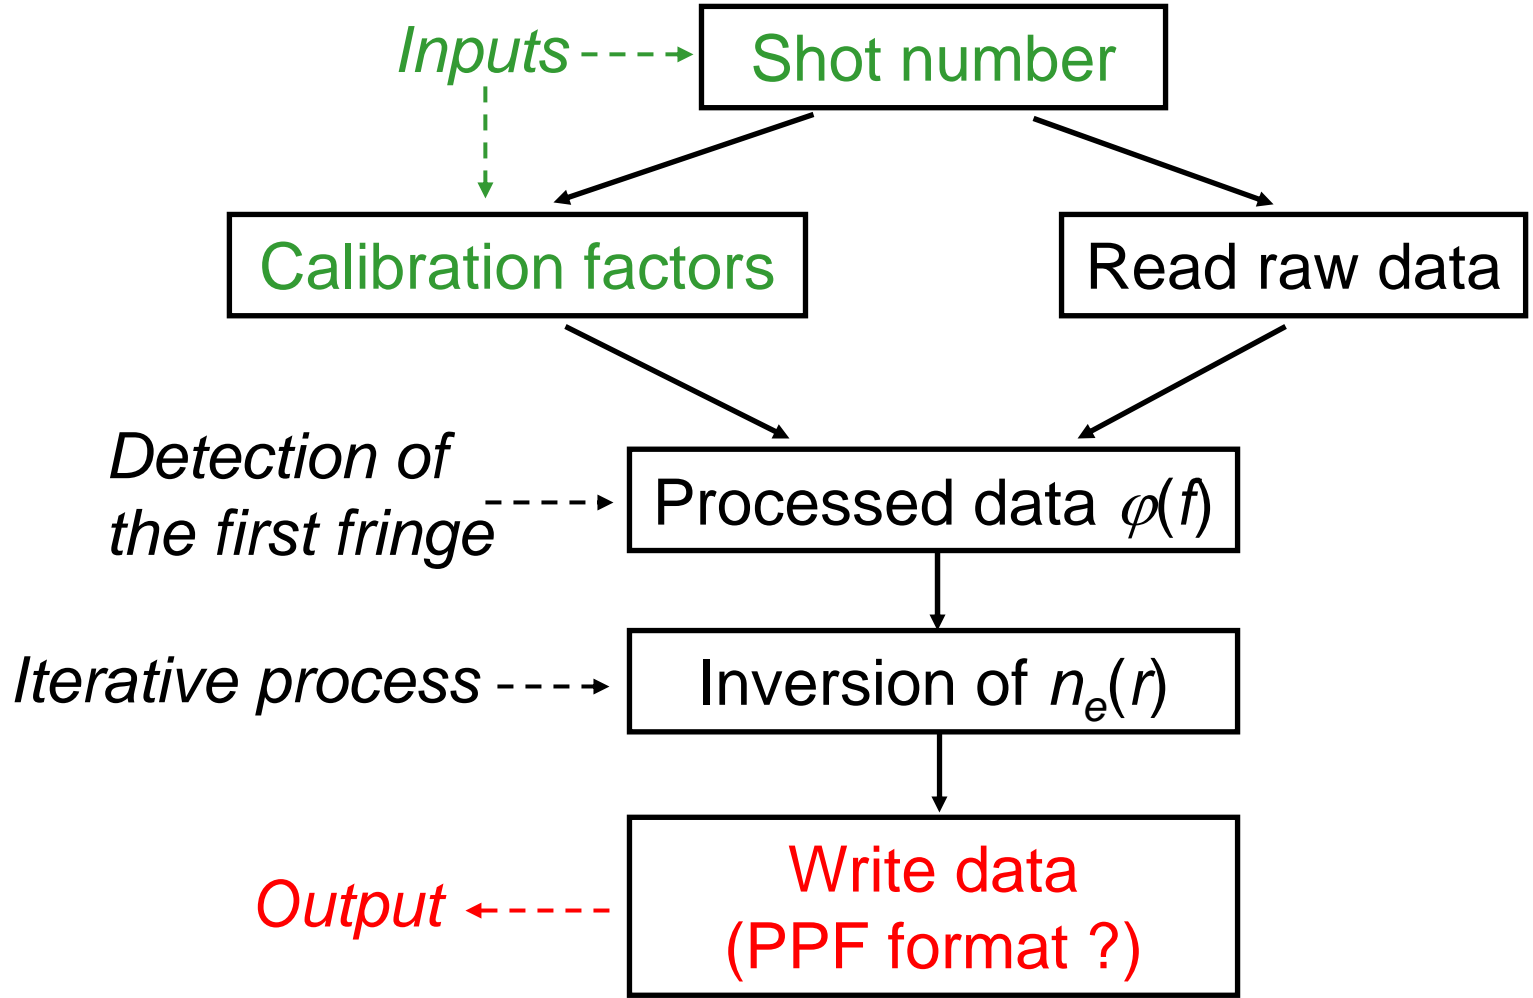 Inputs
Shot number
Calibration factors
Read raw data
Detection of
the first fringe
Processed data φ(f)
Iterative process
Inversion of nₑ(r)
Output
Write data
(PPF format ?)